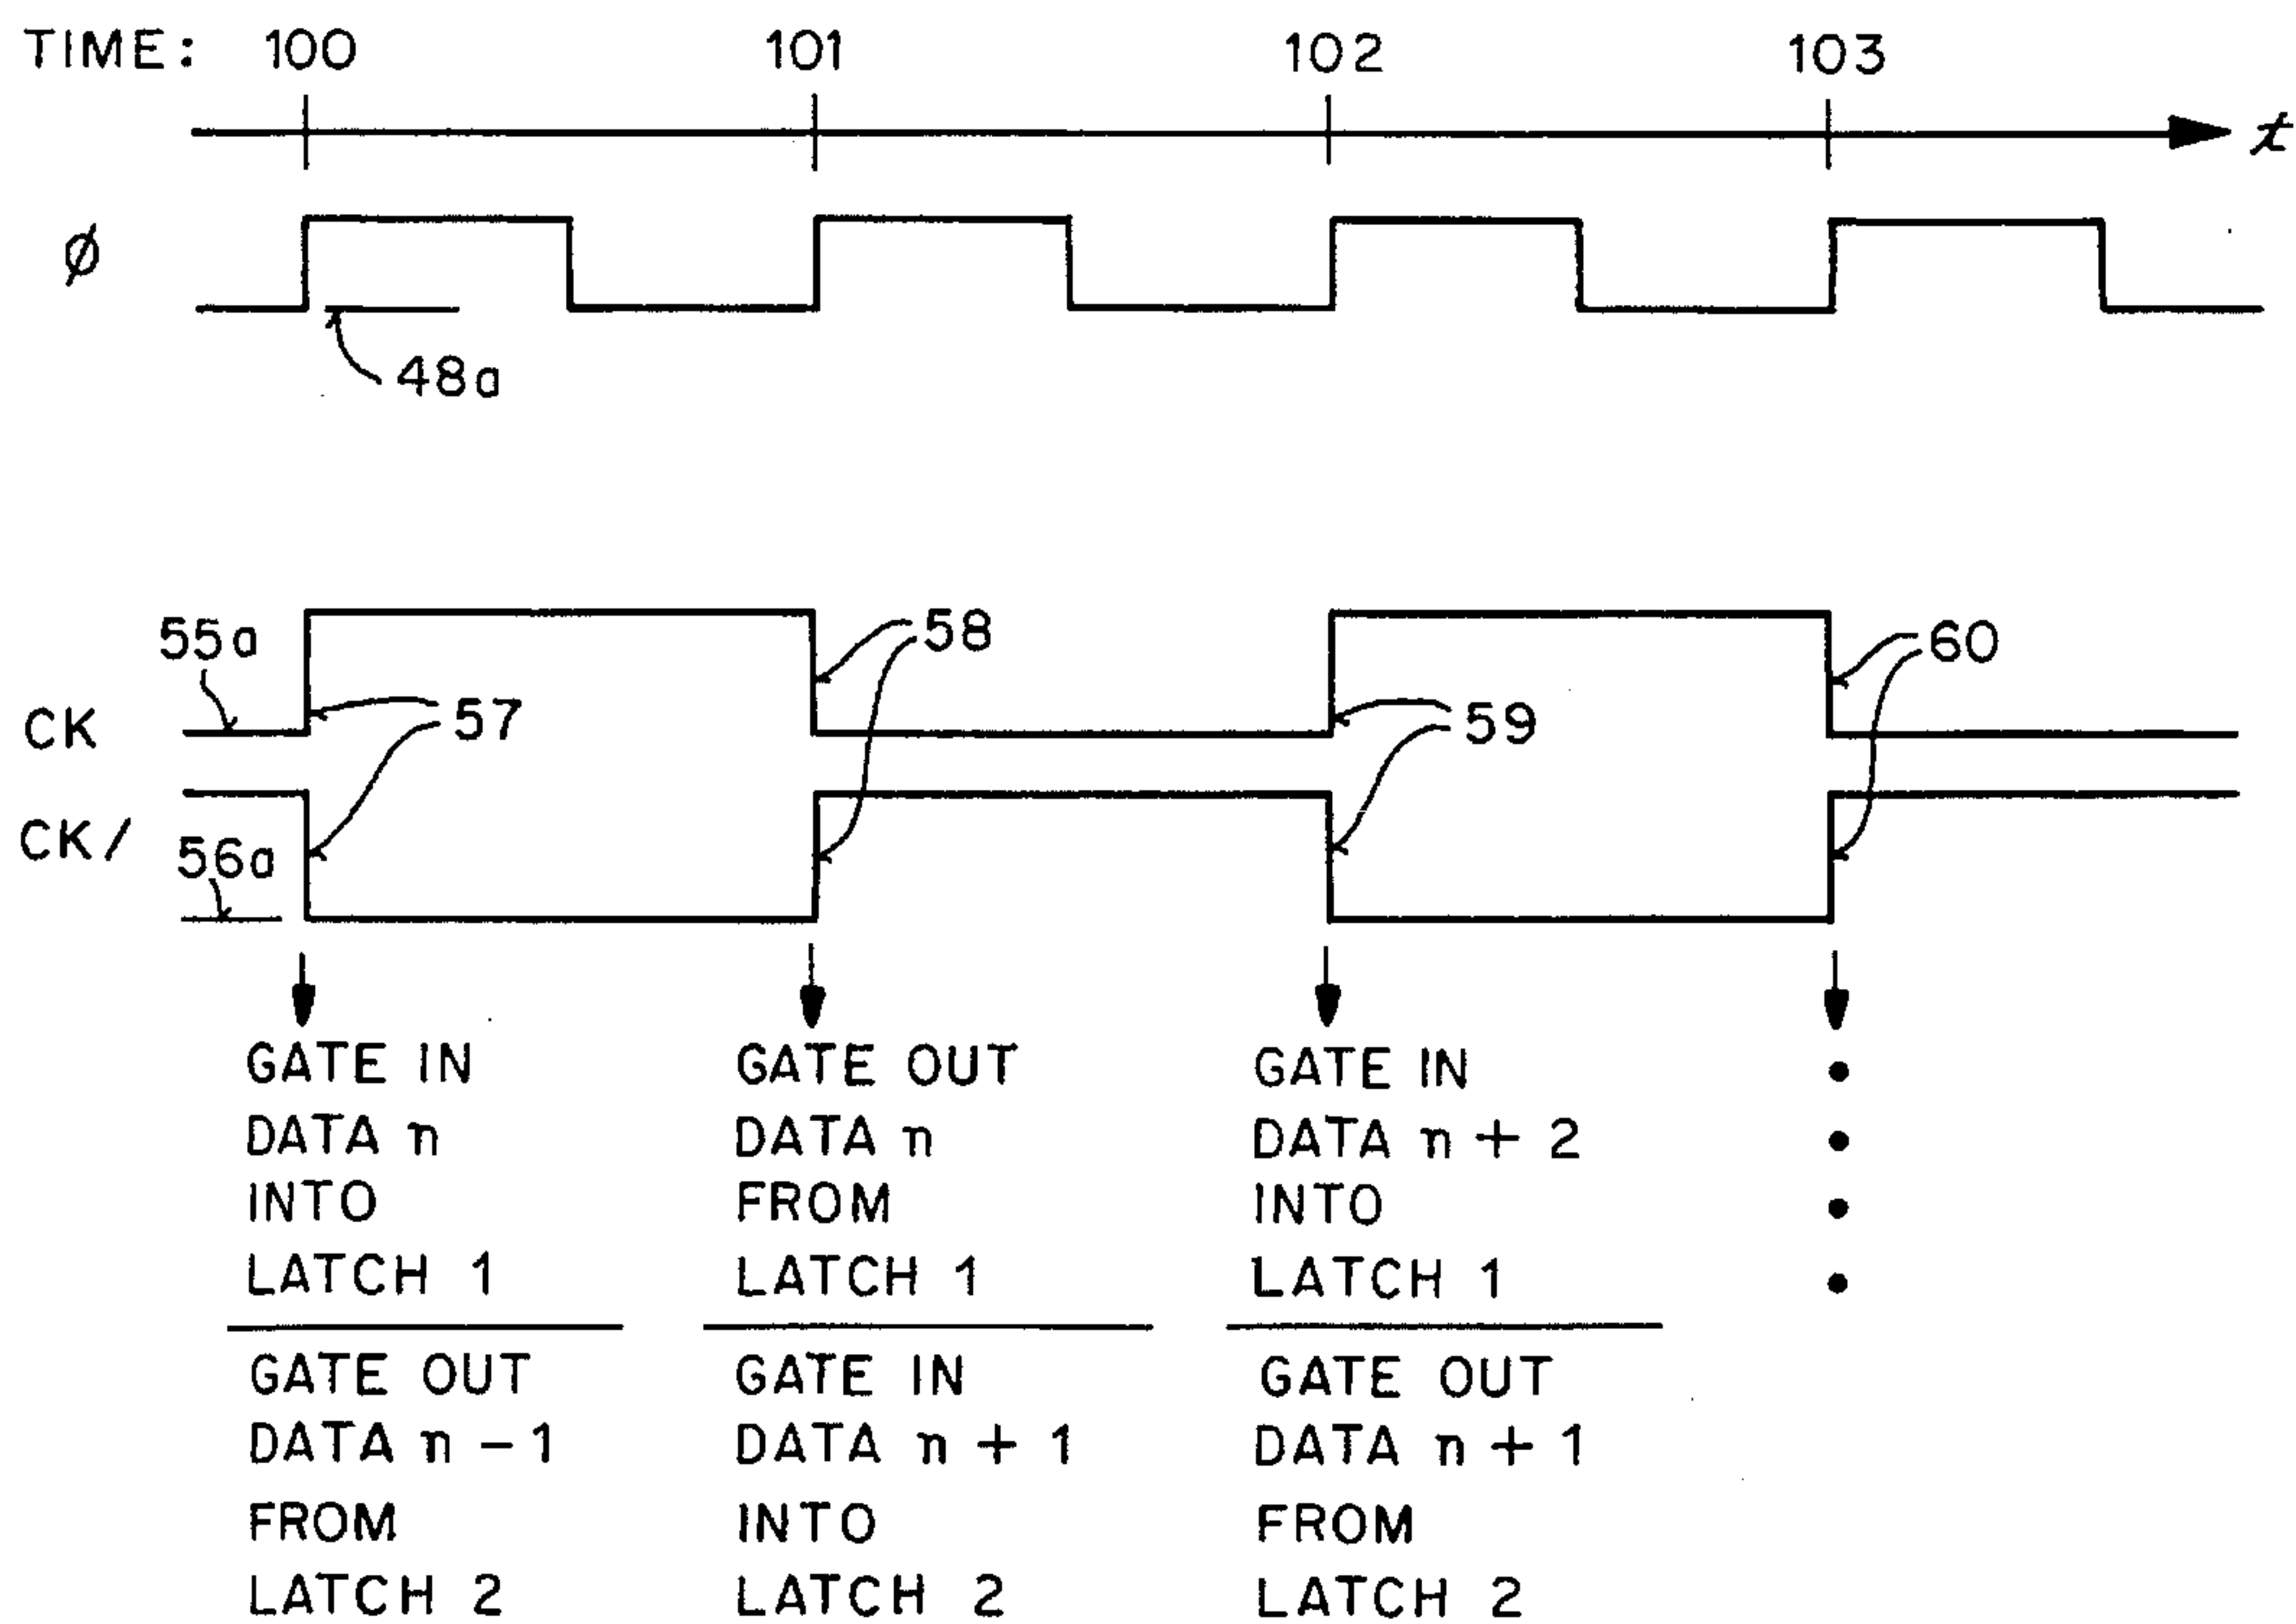 TIME: 100 101 102 103
t
ø
48a
55a
58
60
CK
57
59
CK/
56a
GATE IN
DATA n
INTO
LATCH 1
GATE OUT
DATA n - 1
FROM
LATCH 2
GATE OUT
DATA n
FROM
LATCH 1
GATE IN
DATA n + 1
INTO
LATCH 2
GATE IN
DATA n + 2
INTO
LATCH 1
GATE OUT
DATA n + 1
FROM
LATCH 2